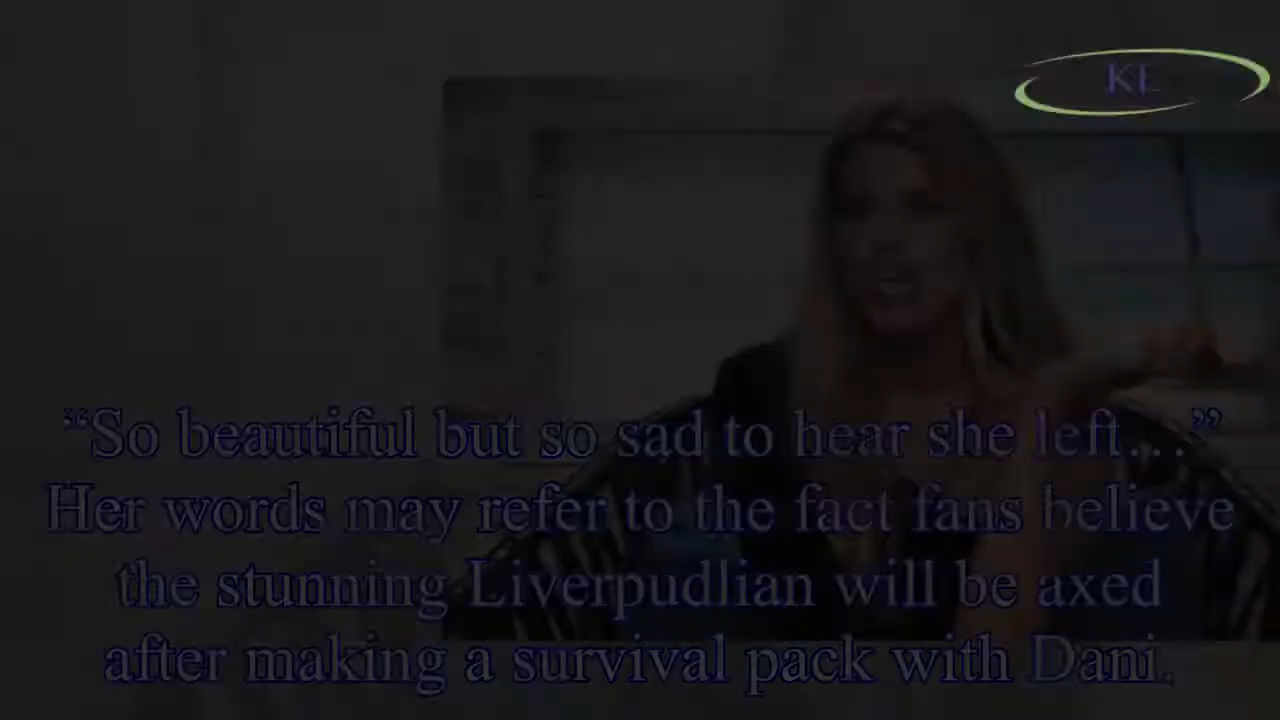 KL
“So beautiful but so sad to hear she left…”
Her words may refer to the fact fans believe
the stunning Liverpudlian will be axed
after making a survival pack with Dani.